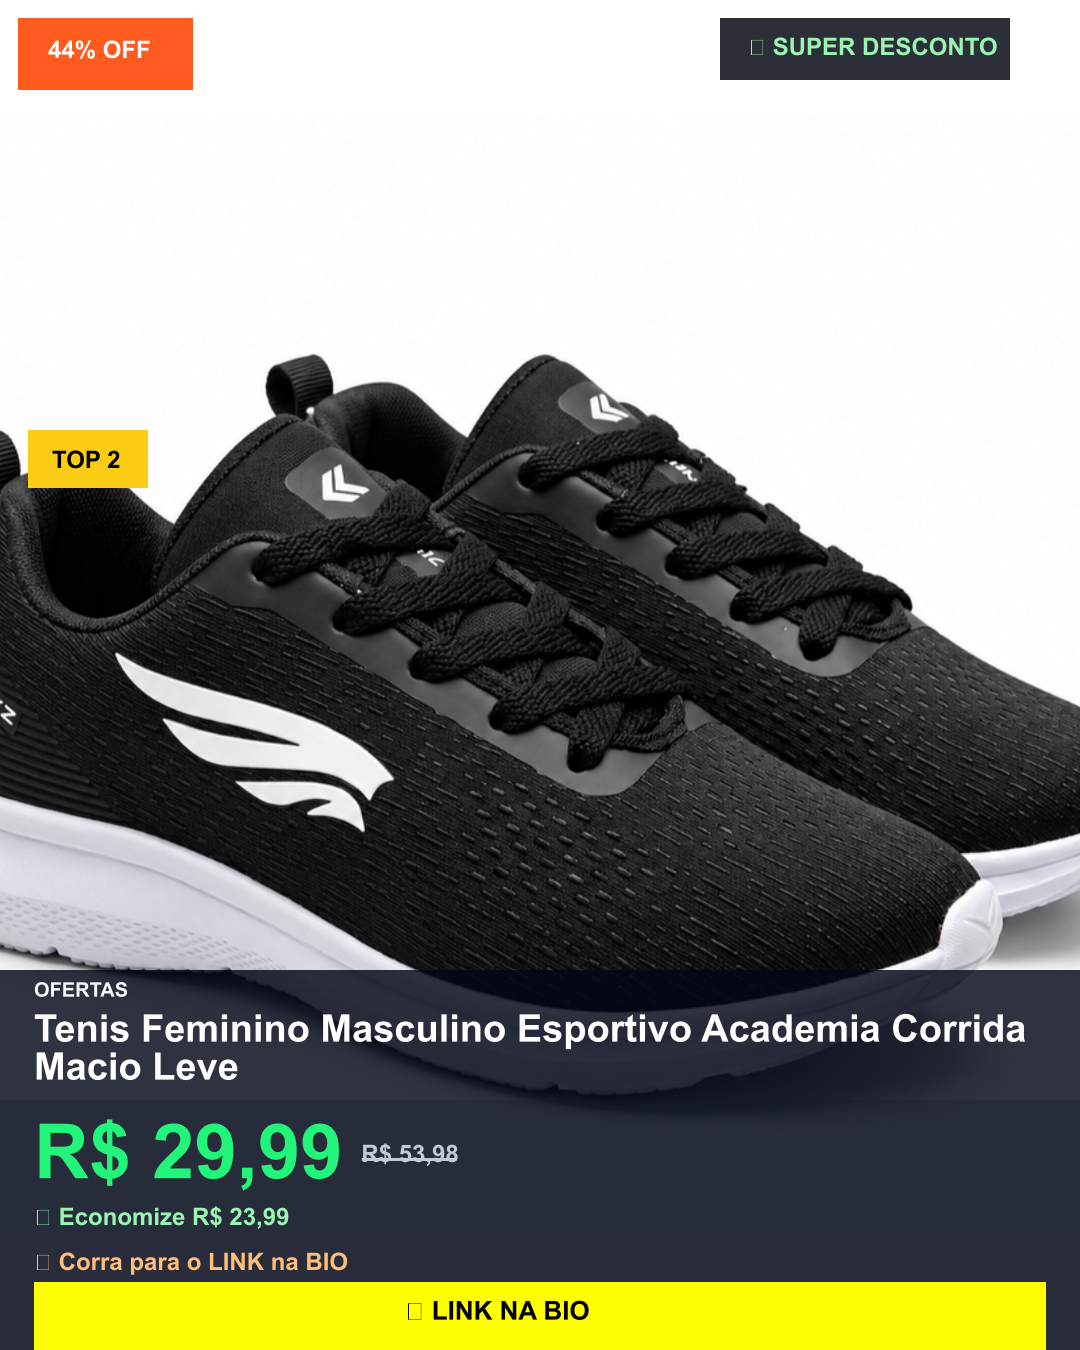 44% OFF
SUPER DESCONTO
TOP 2
OFERTAS
Tenis Feminino Masculino Esportivo Academia Corrida
Macio Leve
R$ 29,99 R$ 53,98
Economize R$ 23,99
Corra para o LINK na BIO
LINK NA BIO